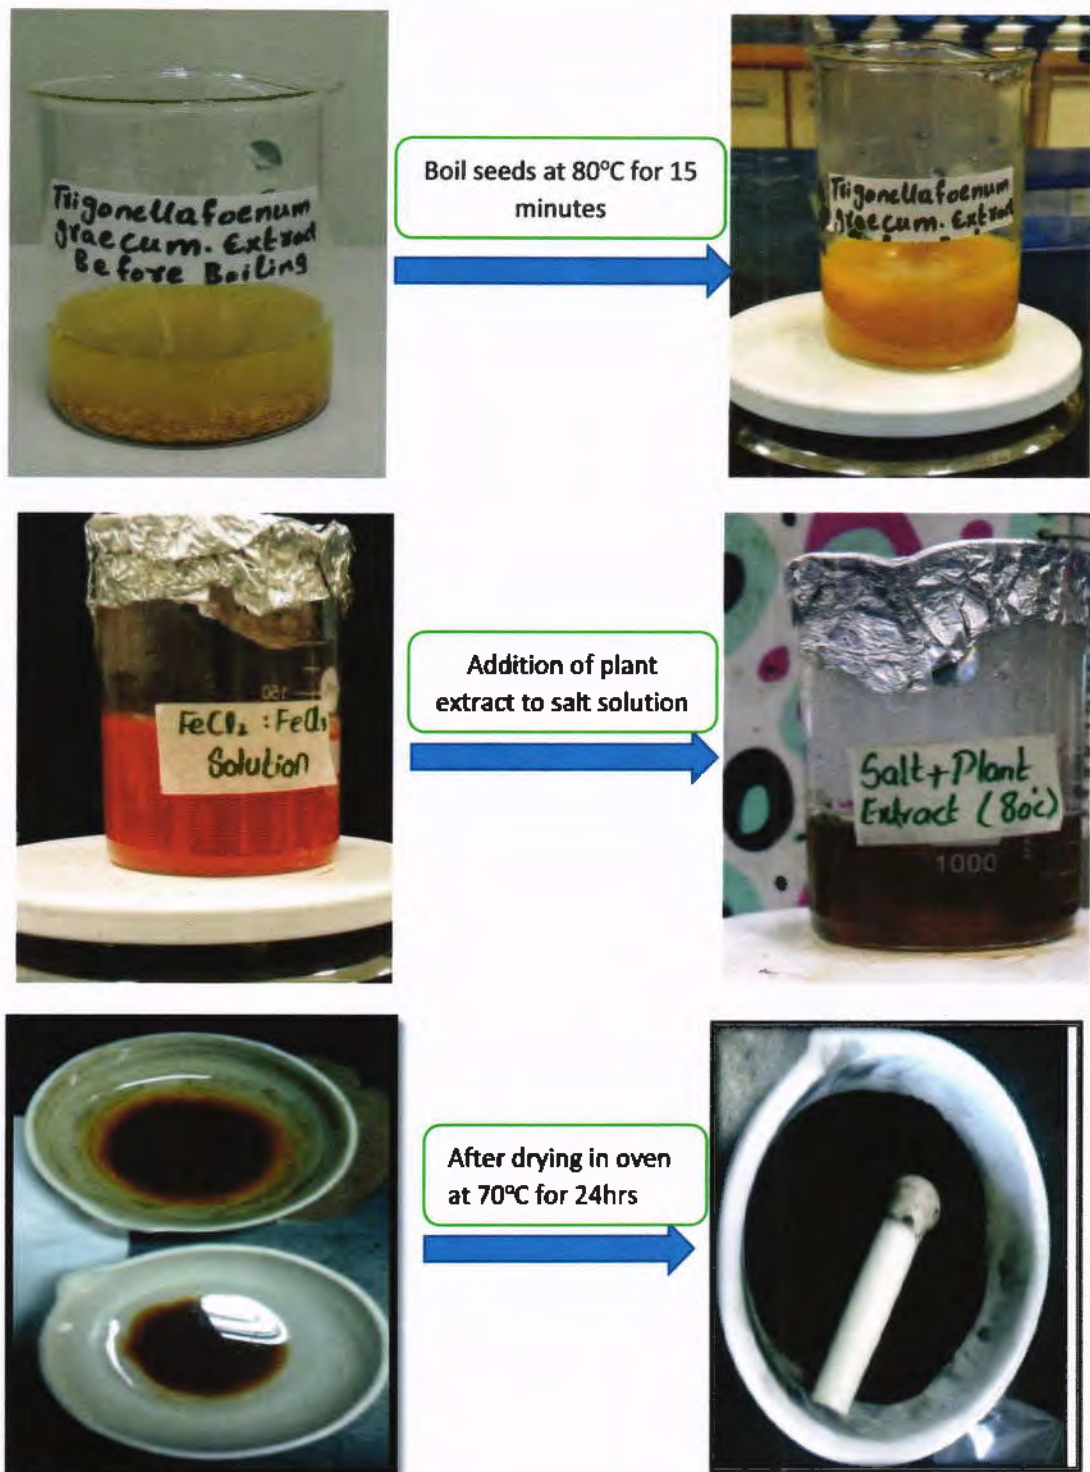 Trigonellafoenum
graecum. Extract
Before Boiling
Boil seeds at 80°C for 15
minutes
Trigonellafoenum
graecum. Extract
FeCl₂ : FeCl₃
Solution
Addition of plant
extract to salt solution
Salt+Plant
Extract (80°c)
1000
After drying in oven
at 70°C for 24hrs